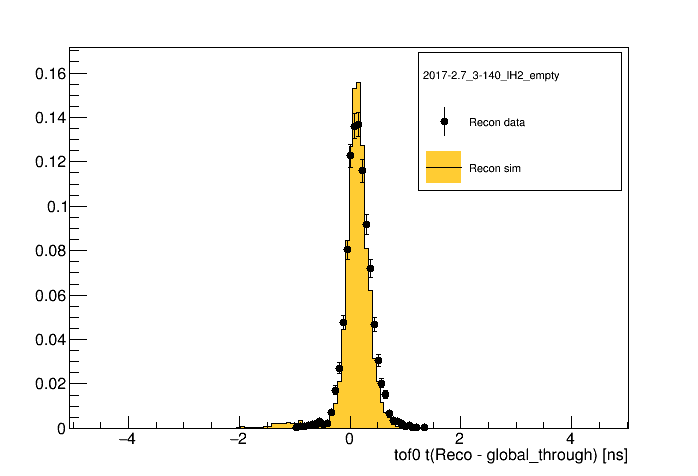 2017-2.7_3-140_lH2_empty
Recon data
Recon sim
0.16
0.14
0.12
0.1
0.08
0.06
0.04
0.02
0
−4 −2 0 2 4
tof0 t(Reco - global_through) [ns]